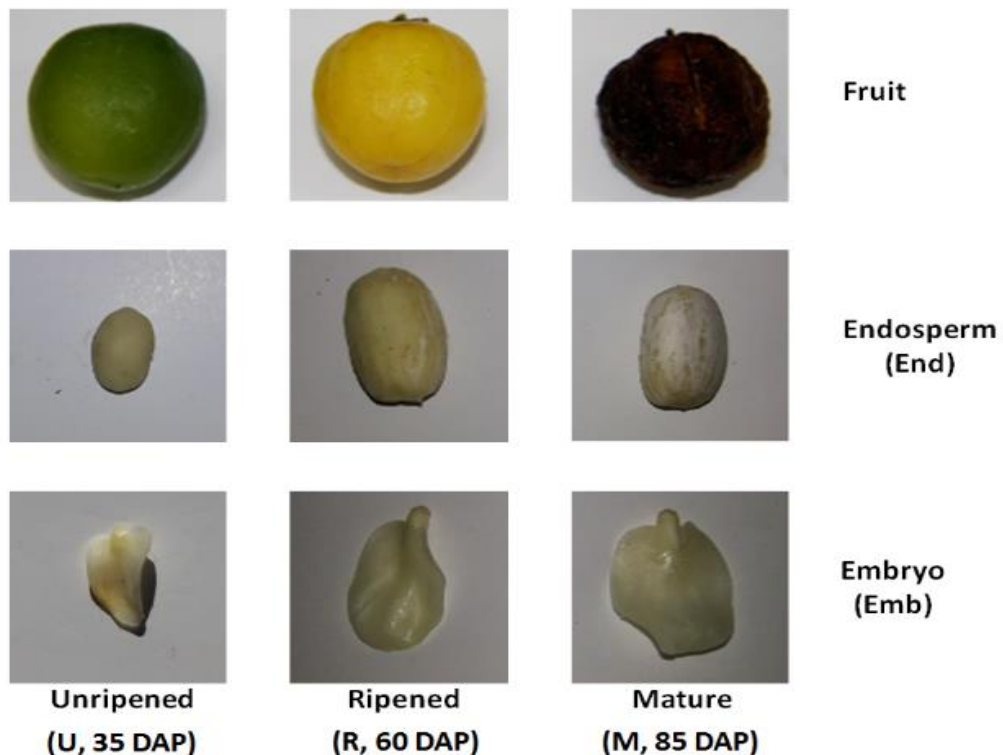 Fruit
Endosperm
(End)
Embryo
(Emb)
Unripened
Ripened
Mature
(U, 35 DAP)
(R, 60 DAP)
(M, 85 DAP)